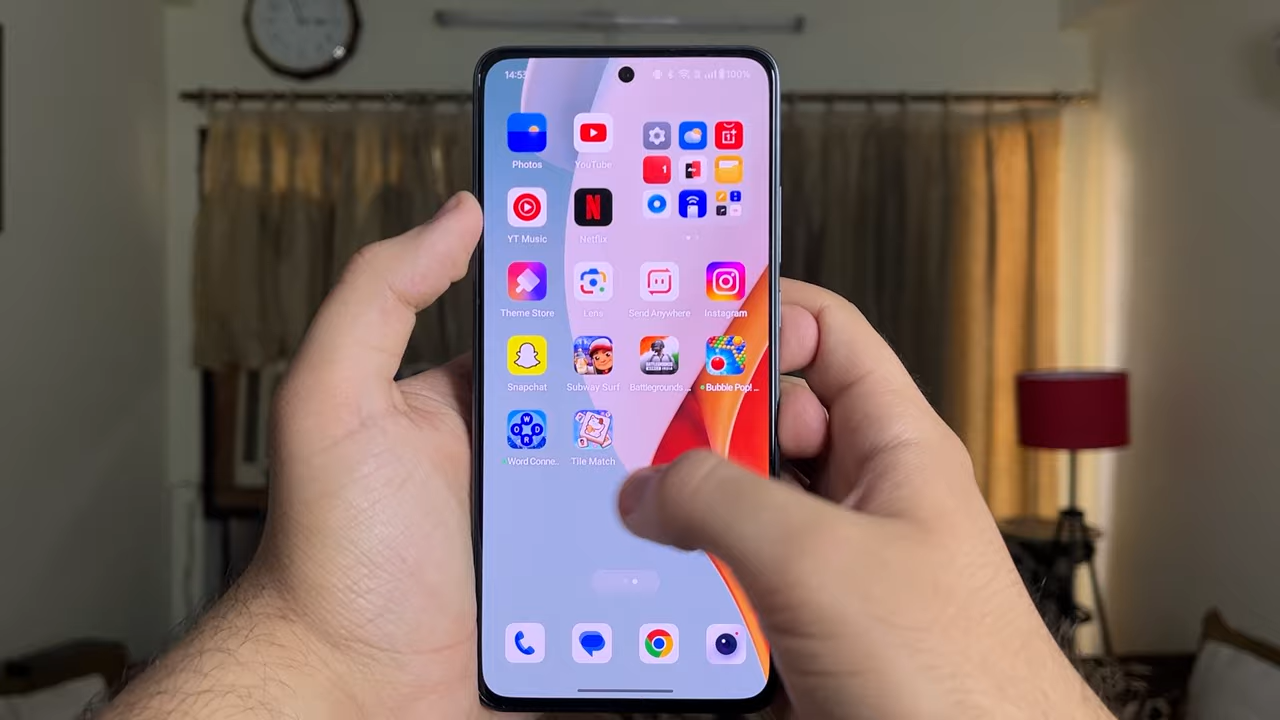 14:53
100%
Photos
YouTube
YT Music
Netflix
Theme Store
Lens
Send Anywhere
Instagram
Snapchat
Subway Surf
Battlegrounds ...
Bubble Pop! ...
Word Conne..
Tile Match